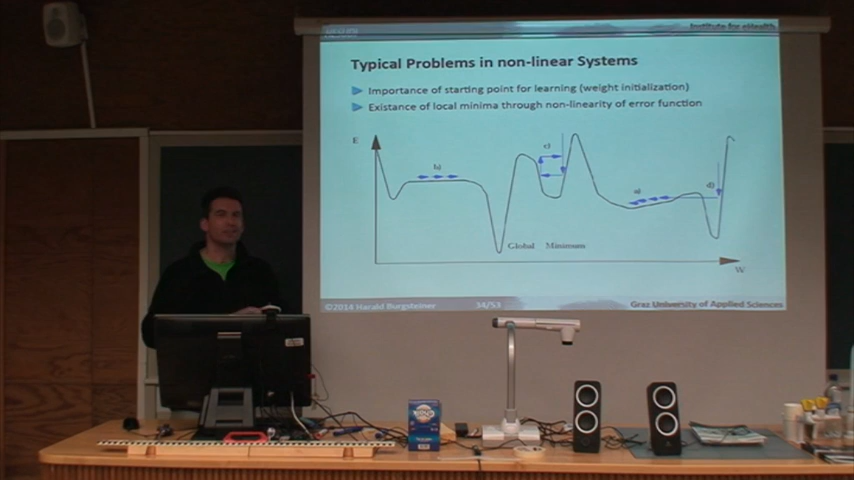 Institute for eHealth
Typical Problems in non-linear Systems
Importance of starting point for learning (weight initialization)
Existance of local minima through non-linearity of error function
E
b)
c)
a)
d)
Global Minimum
W
©2014 Harald Burgsteiner
34/53
Graz University of Applied Sciences